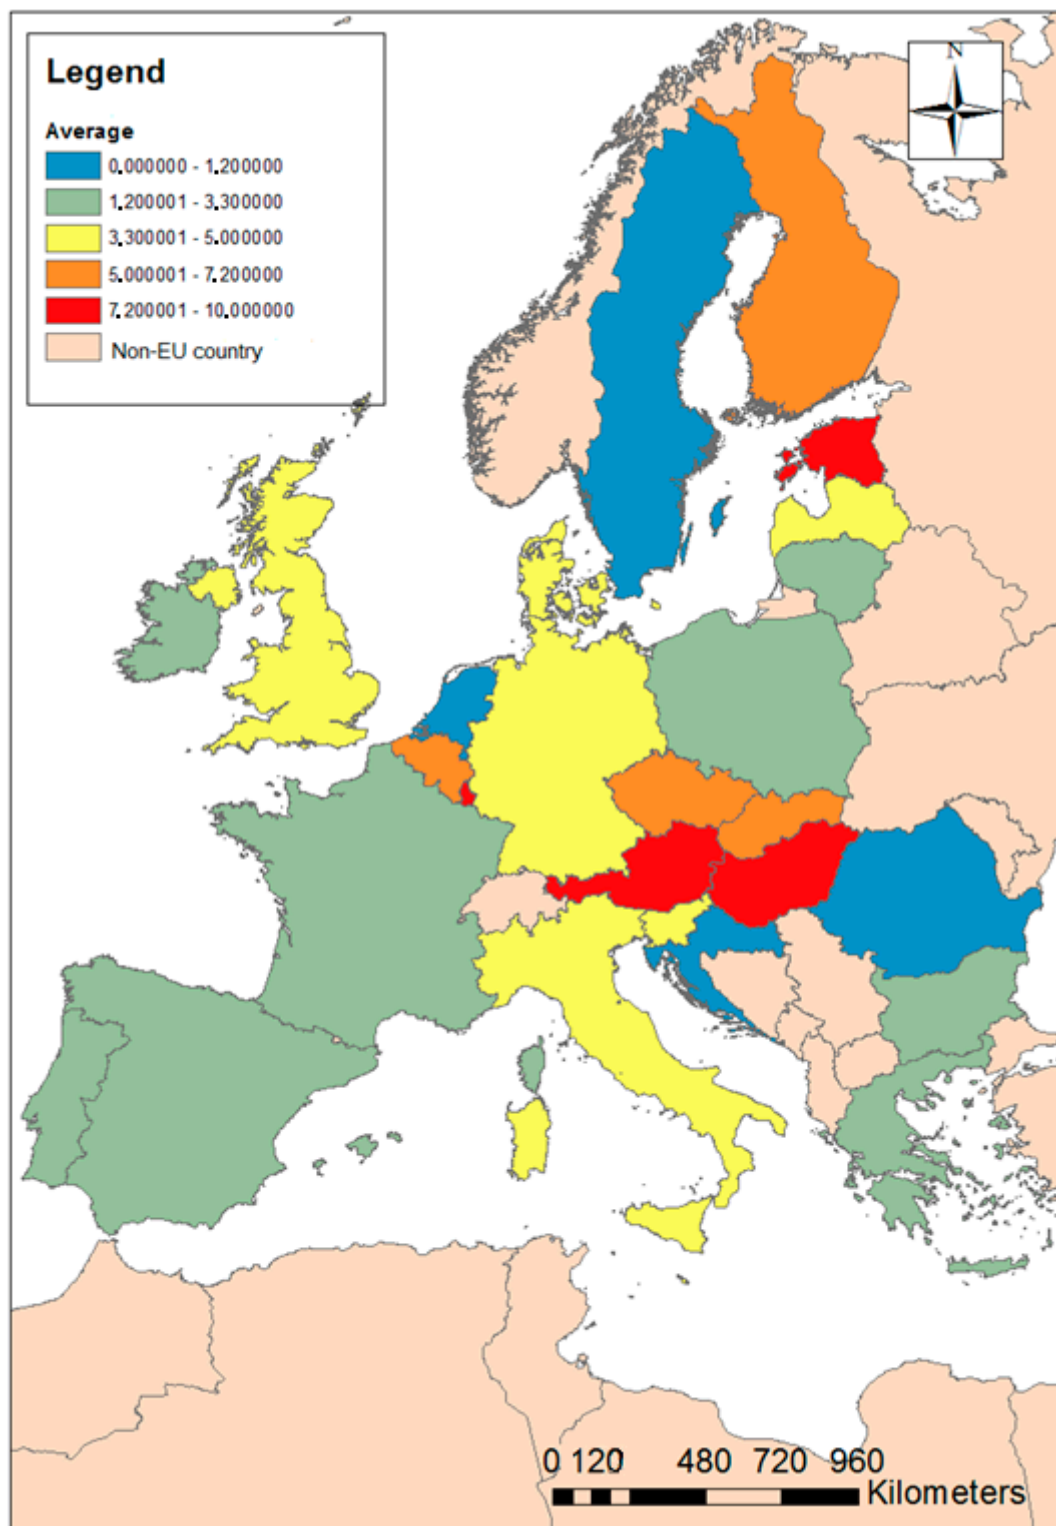 Legend
N
Average
0.000000 - 1.200000
1.200001 - 3.300000
3.300001 - 5.000000
5.000001 - 7.200000
7.200001 - 10.000000
Non-EU country
0 120 480 720 960
Kilometers